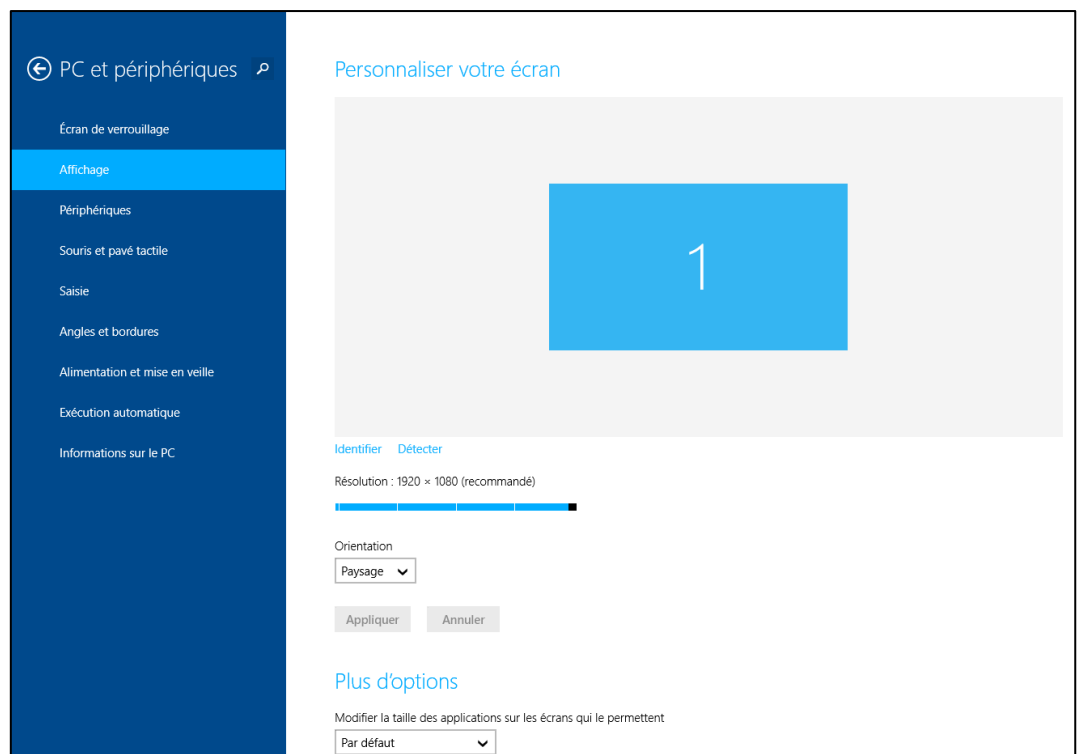 PC et périphériques
Écran de verrouillage
Affichage
Périphériques
Souris et pavé tactile
Saisie
Angles et bordures
Alimentation et mise en veille
Exécution automatique
Informations sur le PC
Personnaliser votre écran
1
Identifier Détecter
Résolution : 1920 × 1080 (recommandé)
Orientation
Paysage
Appliquer Annuler
Plus d'options
Modifier la taille des applications sur les écrans qui le permettent
Par défaut